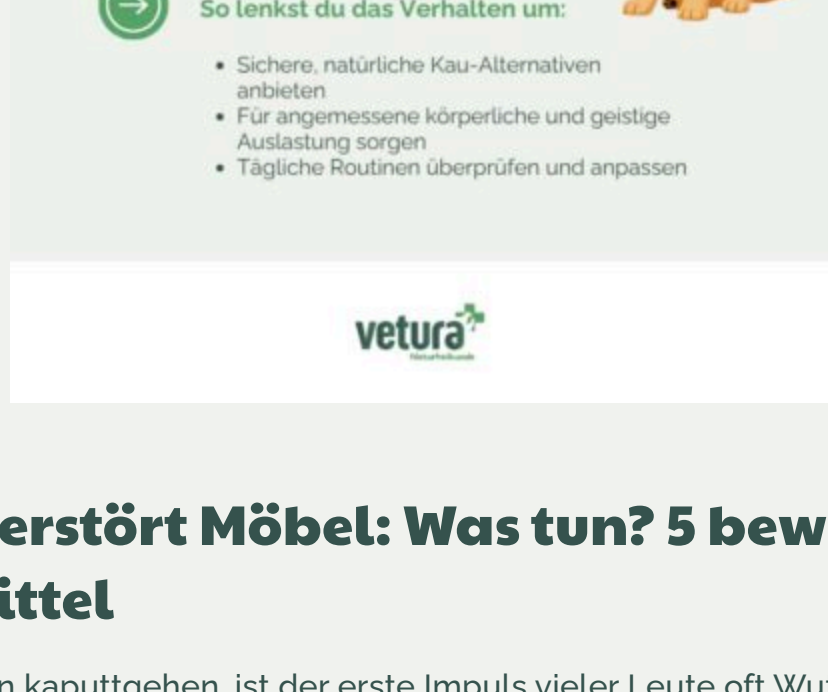 So lenkst du das Verhalten um:
• Sichere, natürliche Kau-Alternativen
anbieten
• Für angemessene körperliche und geistige
Auslastung sorgen
• Tägliche Routinen überprüfen und anpassen
vetura
Naturheilkunde
erstört Möbel: Was tun? 5 bew
ittel
n kaputtgehen, ist der erste Impuls vieler Leute oft Wu